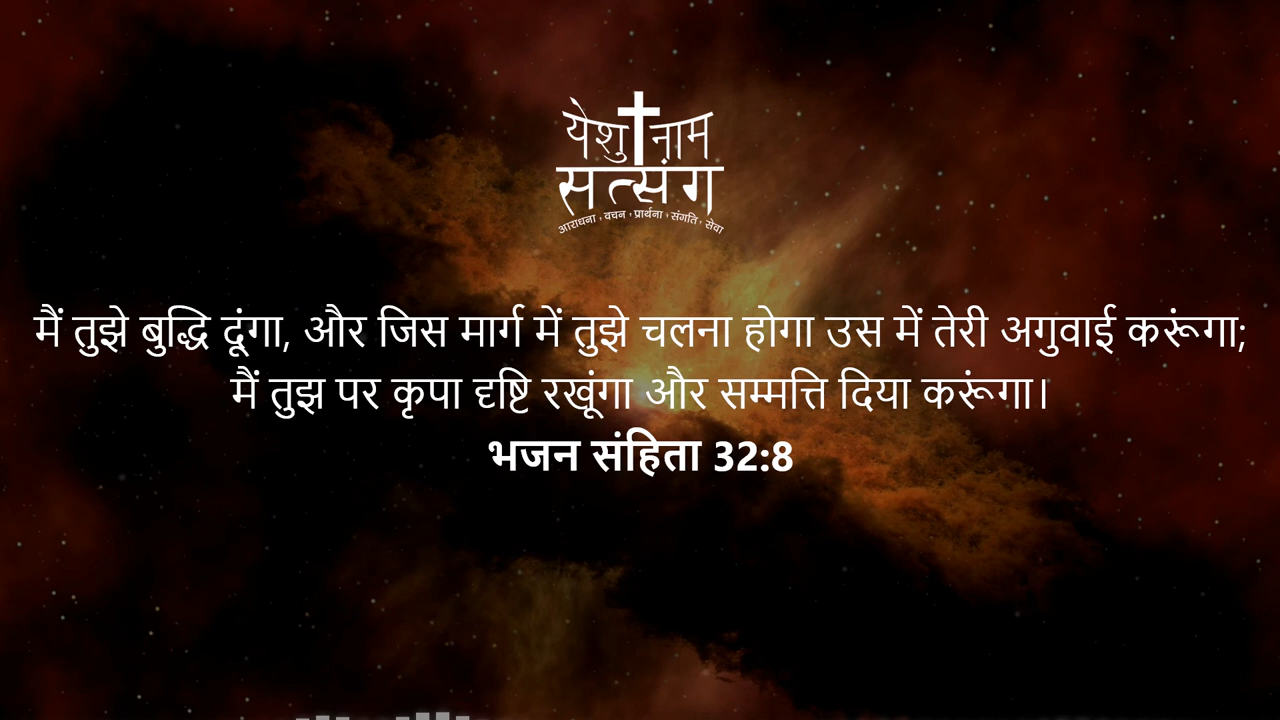 येशु नाम
सत्संग
आराधना, वचन, प्रार्थना, संगति, सेवा
मैं तुझे बुद्धि दूंगा, और जिस मार्ग में तुझे चलना होगा उस में तेरी अगुवाई करूंगा;
मैं तुझ पर कृपा दृष्टि रखूंगा और सम्मत्ति दिया करूंगा।
भजन संहिता 32:8